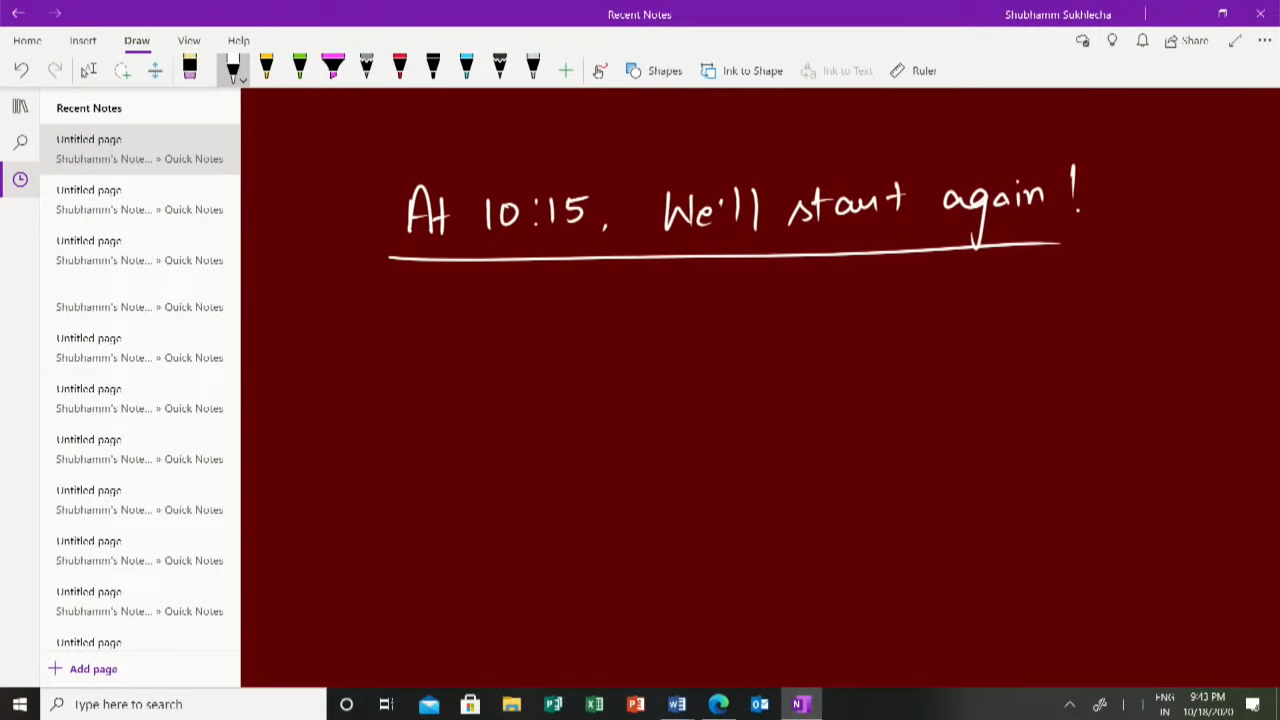 Recent Notes
Shubhamm Sukhlecha
Home Insert Draw View Help
Share
Shapes Ink to Shape Ink to Text Ruler
Recent Notes
Untitled page
Shubhamm's Note... » Quick Notes
Untitled page
Shubhamm's Note... » Quick Notes
Untitled page
Shubhamm's Note... » Quick Notes
Shubhamm's Note... » Quick Notes
Untitled page
Shubhamm's Note... » Quick Notes
Untitled page
Shubhamm's Note... » Quick Notes
Untitled page
Shubhamm's Note... » Quick Notes
Untitled page
Shubhamm's Note... » Quick Notes
Untitled page
Shubhamm's Note... » Quick Notes
Untitled page
Shubhamm's Note... » Quick Notes
Untitled page
Add page
At 10:15, We'll start again!
Type here to search
ENG 9:43 PM
IN 10/18/2020